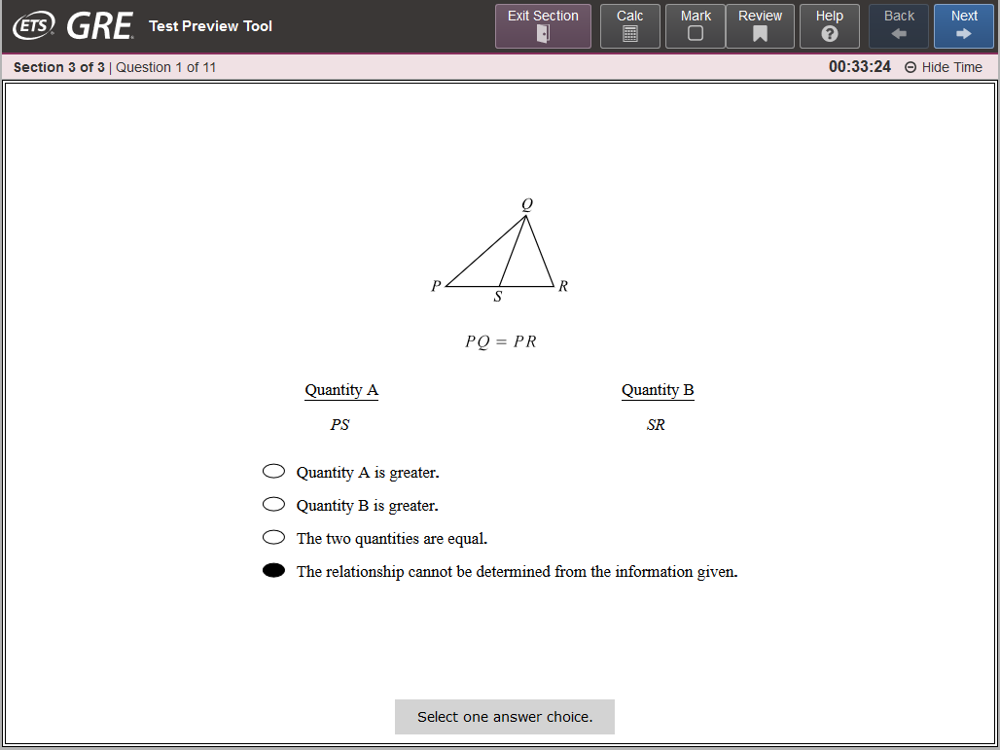 ETS GRE Test Preview Tool Exit Section Calc Mark Review Help Back Next
Section 3 of 3 | Question 1 of 11 00:33:24 Hide Time
Q
P R
S
PQ = PR
Quantity A Quantity B
PS SR
Quantity A is greater.
Quantity B is greater.
The two quantities are equal.
The relationship cannot be determined from the information given.
Select one answer choice.